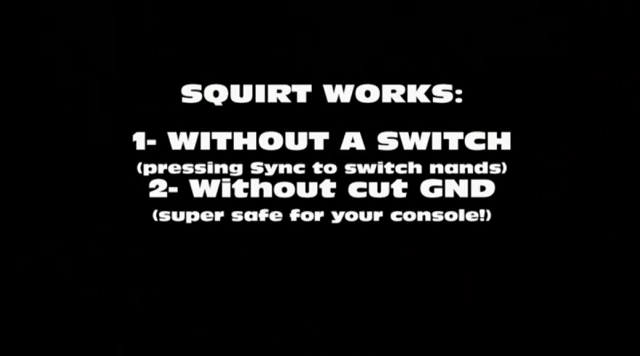 SQUIRT WORKS:
1- WITHOUT A SWITCH
(pressing Sync to switch nands)
2- Without cut GND
(super safe for your console!)